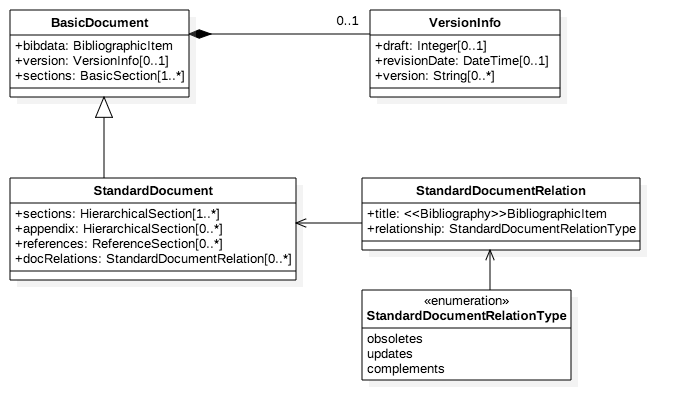 BasicDocument
+bibdata: BibliographicItem
+version: VersionInfo[0..1]
+sections: BasicSection[1..*]
0..1
VersionInfo
+draft: Integer[0..1]
+revisionDate: DateTime[0..1]
+version: String[0..*]
StandardDocument
+sections: HierarchicalSection[1..*]
+appendix: HierarchicalSection[0..*]
+references: ReferenceSection[0..*]
+docRelations: StandardDocumentRelation[0..*]
StandardDocumentRelation
+title: <<Bibliography>>BibliographicItem
+relationship: StandardDocumentRelationType
«enumeration»
StandardDocumentRelationType
obsoletes
updates
complements